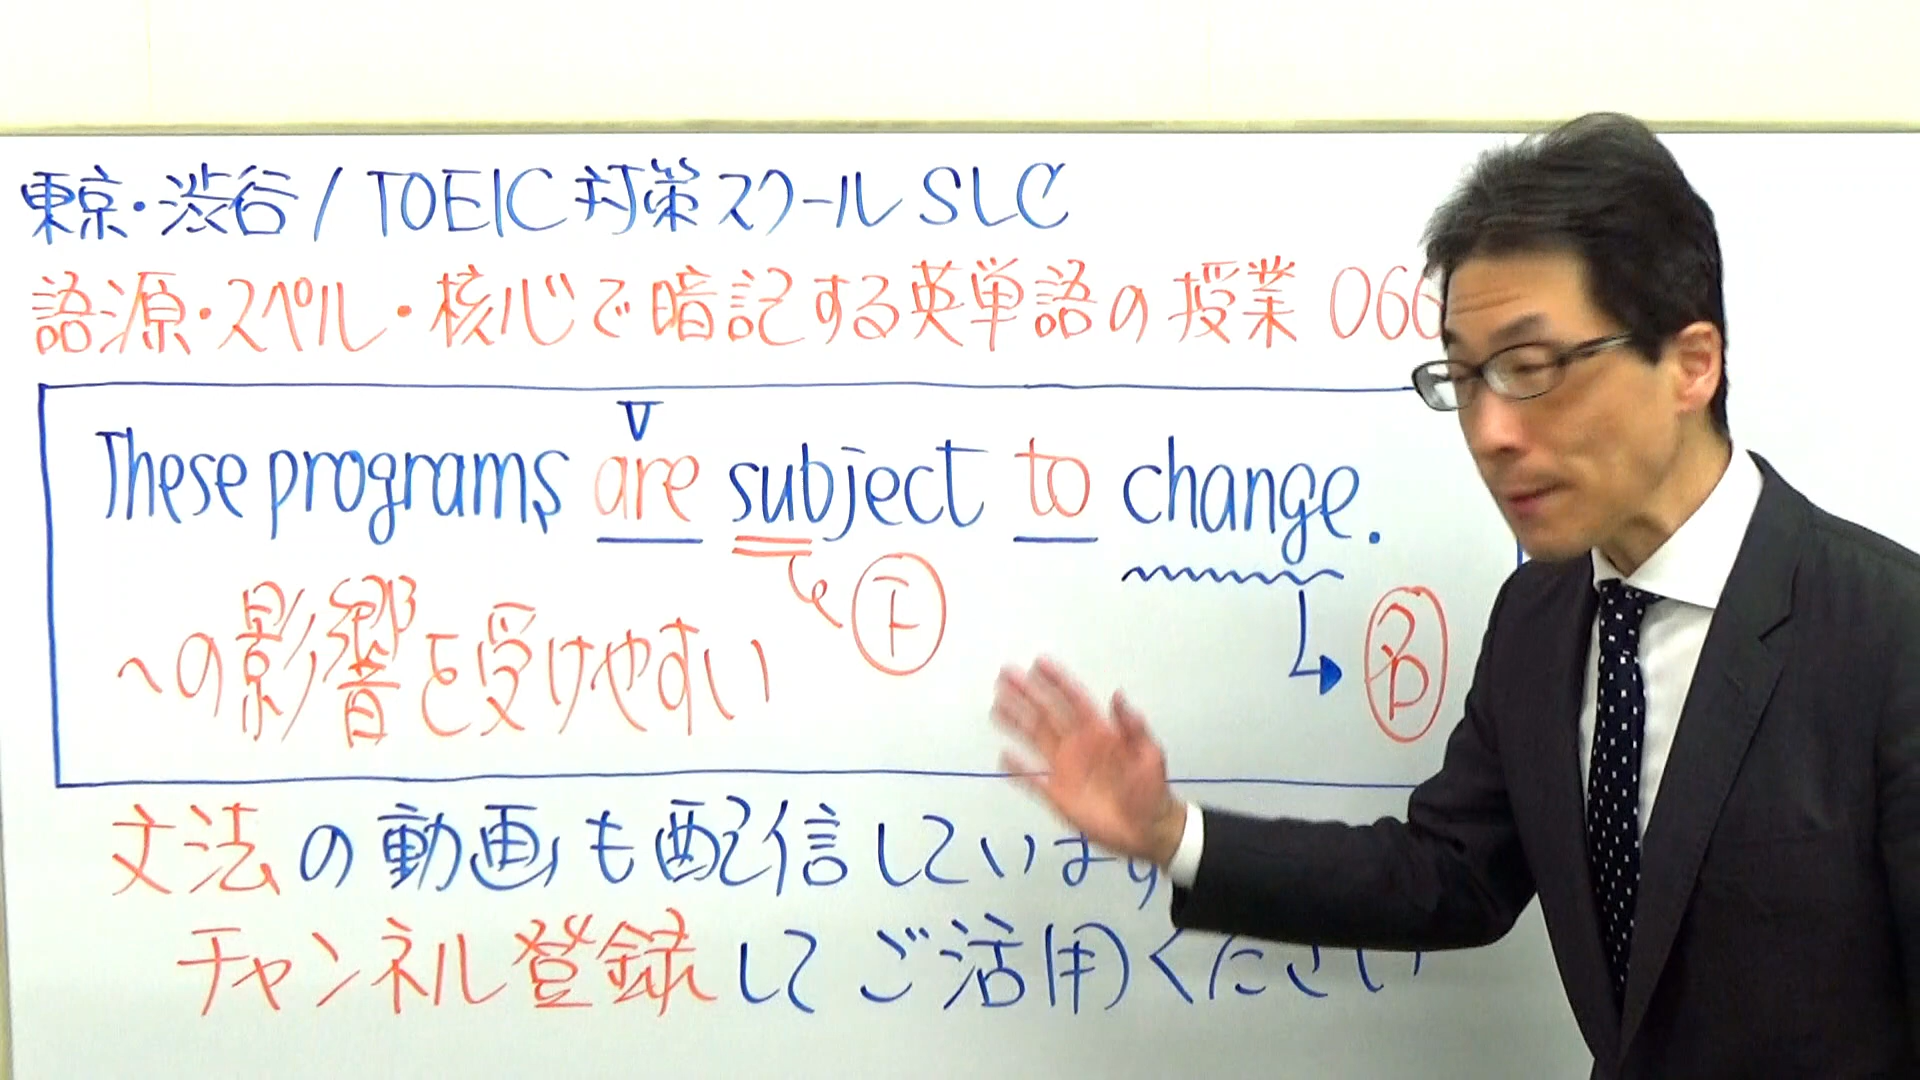 東京・渋谷/TOEIC対策スクールSLC
語源・スペル・核心で暗記する英単語の授業 066
V
These programs are subject to change.
下
〜の影響を受けやすい
名
文法の動画も配信しています
チャンネル登録してご活用ください